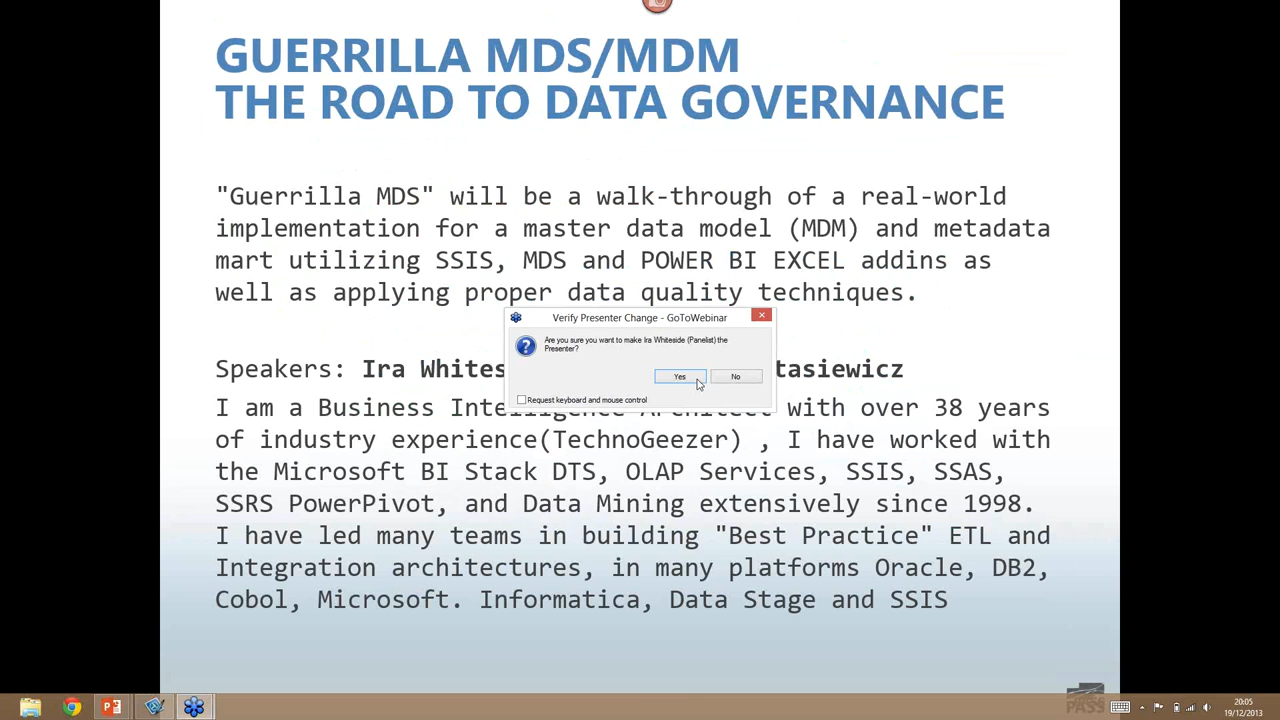 GUERRILLA MDS/MDM
THE ROAD TO DATA GOVERNANCE
"Guerrilla MDS" will be a walk-through of a real-world
implementation for a master data model (MDM) and metadata
mart utilizing SSIS, MDS and POWER BI EXCEL addins as
well as applying proper data quality techniques.
Verify Presenter Change - GoToWebinar
Are you sure you want to make Ira Whiteside (Panelist) the
Presenter?
Yes No
Request keyboard and mouse control
Speakers: Ira Whites tasiewicz
I am a Business Intelligence Architect with over 38 years
of industry experience(TechnoGeezer) , I have worked with
the Microsoft BI Stack DTS, OLAP Services, SSIS, SSAS,
SSRS PowerPivot, and Data Mining extensively since 1998.
I have led many teams in building "Best Practice" ETL and
Integration architectures, in many platforms Oracle, DB2,
Cobol, Microsoft. Informatica, Data Stage and SSIS
PASS
20:05
19/12/2013